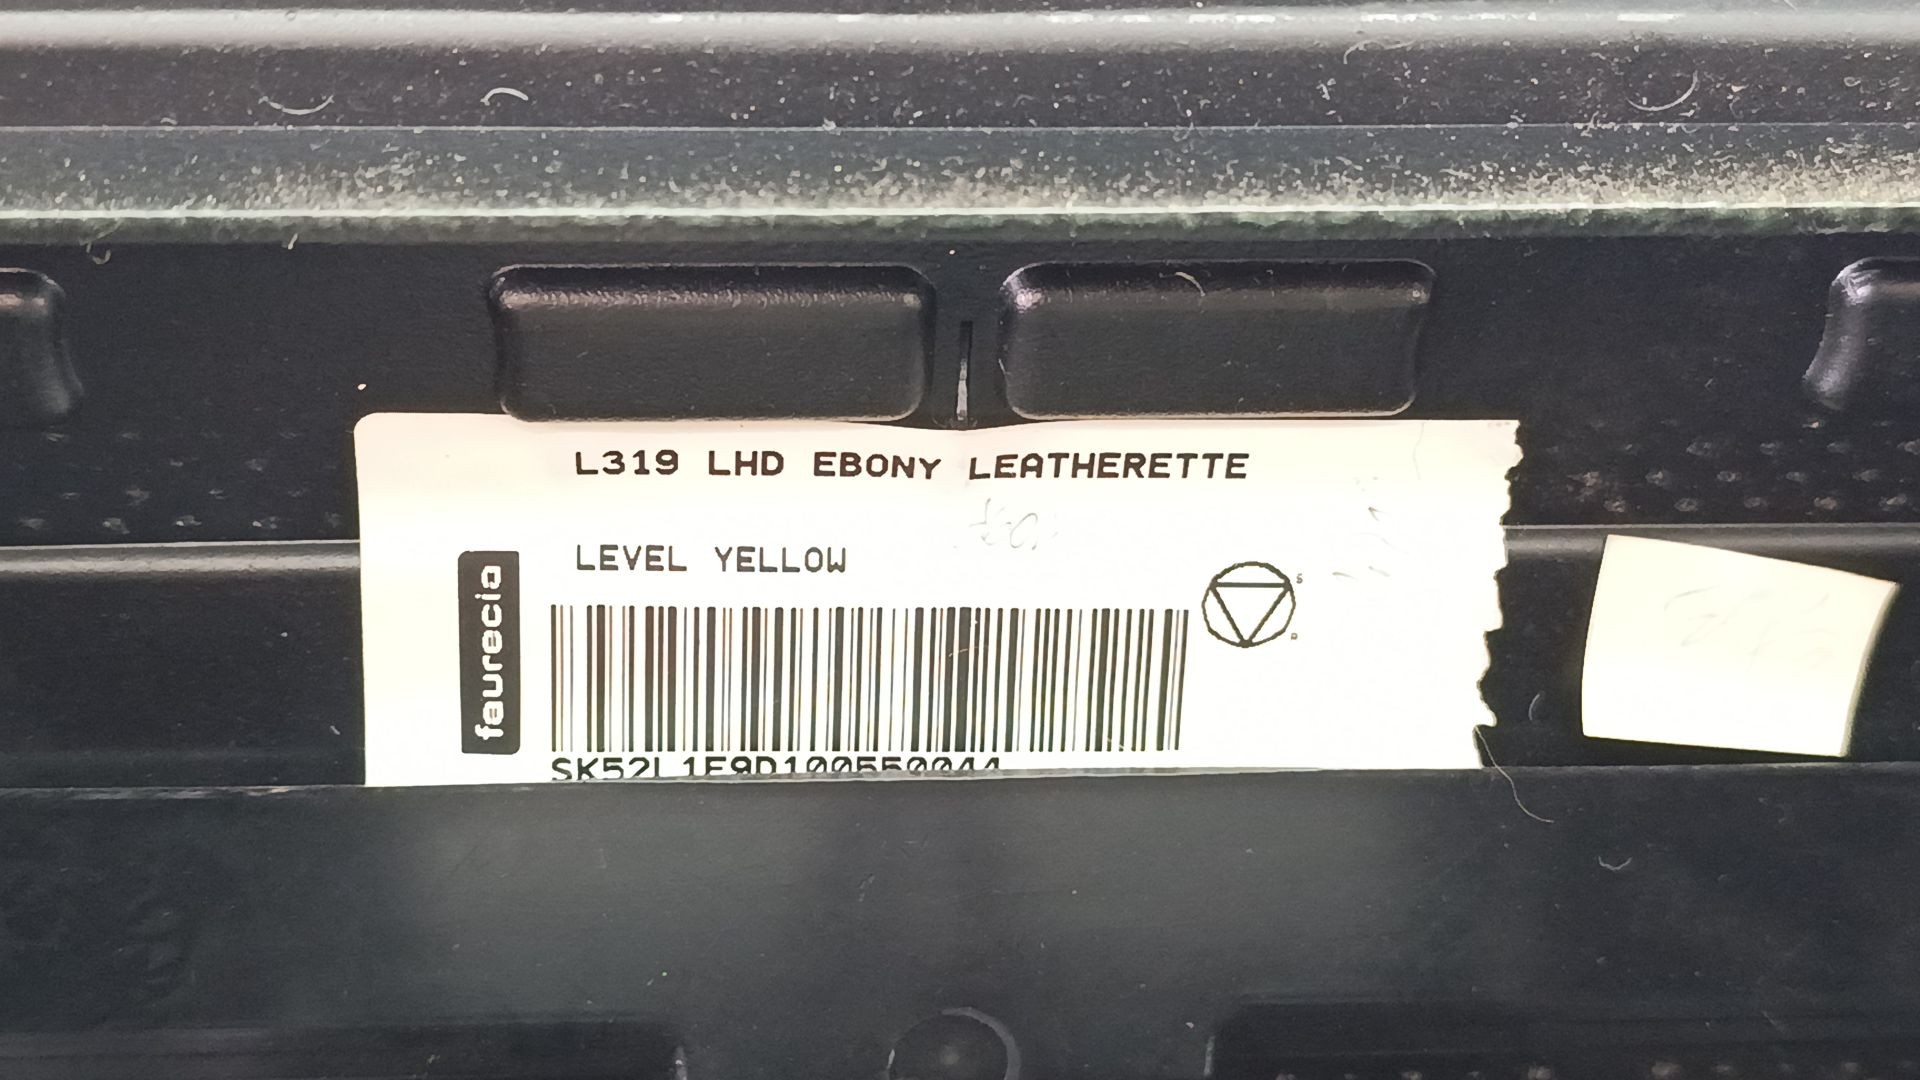 L319 LHD EBONY LEATHERETTE
LEVEL YELLOW
faurecia